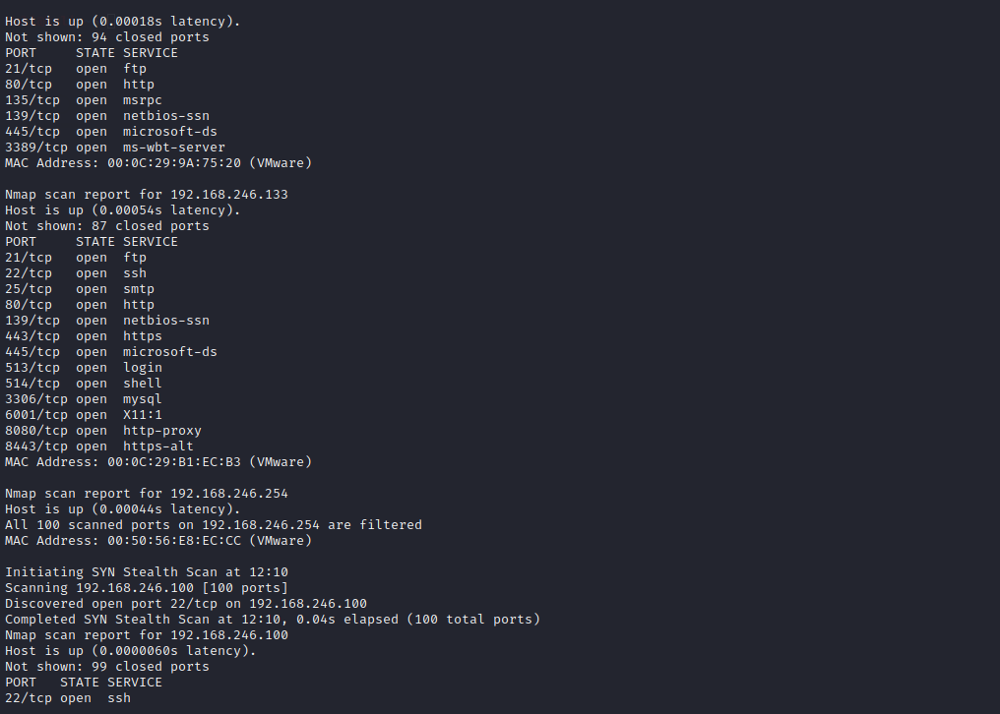 Host is up (0.00018s latency).
Not shown: 94 closed ports
PORT     STATE SERVICE
21/tcp   open  ftp
80/tcp   open  http
135/tcp  open  msrpc
139/tcp  open  netbios-ssn
445/tcp  open  microsoft-ds
3389/tcp open  ms-wbt-server
MAC Address: 00:0C:29:9A:75:20 (VMware)

Nmap scan report for 192.168.246.133
Host is up (0.00054s latency).
Not shown: 87 closed ports
PORT     STATE SERVICE
21/tcp   open  ftp
22/tcp   open  ssh
25/tcp   open  smtp
80/tcp   open  http
139/tcp  open  netbios-ssn
443/tcp  open  https
445/tcp  open  microsoft-ds
513/tcp  open  login
514/tcp  open  shell
3306/tcp open  mysql
6001/tcp open  X11:1
8080/tcp open  http-proxy
8443/tcp open  https-alt
MAC Address: 00:0C:29:B1:EC:B3 (VMware)

Nmap scan report for 192.168.246.254
Host is up (0.00044s latency).
All 100 scanned ports on 192.168.246.254 are filtered
MAC Address: 00:50:56:E8:EC:CC (VMware)

Initiating SYN Stealth Scan at 12:10
Scanning 192.168.246.100 [100 ports]
Discovered open port 22/tcp on 192.168.246.100
Completed SYN Stealth Scan at 12:10, 0.04s elapsed (100 total ports)
Nmap scan report for 192.168.246.100
Host is up (0.0000060s latency).
Not shown: 99 closed ports
PORT   STATE SERVICE
22/tcp open  ssh